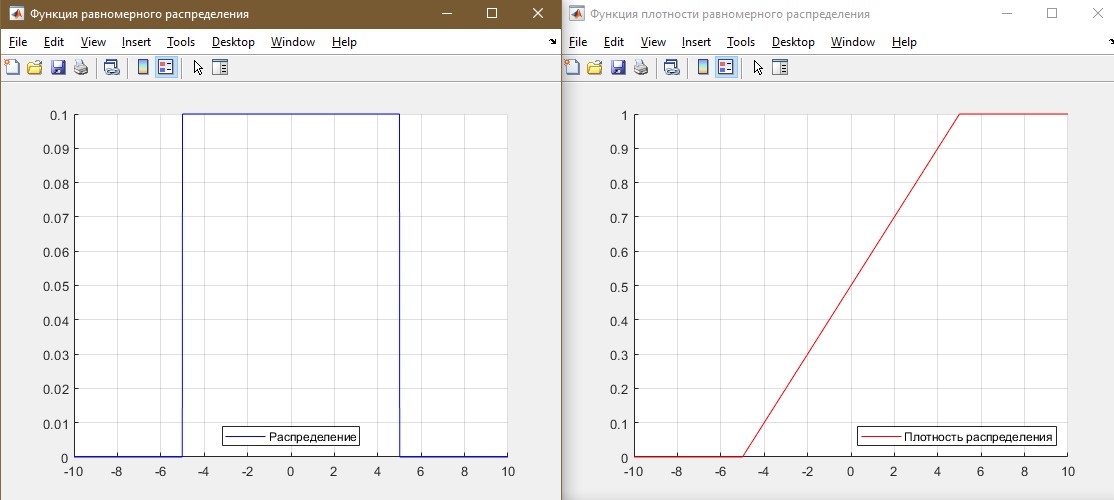 Функция равномерного распределения
File Edit View Insert Tools Desktop Window Help
0.1
0.09
0.08
0.07
0.06
0.05
0.04
0.03
0.02
0.01
0
Распределение
-10 -8 -6 -4 -2 0 2 4 6 8 10
Функция плотности равномерного распределения
File Edit View Insert Tools Desktop Window Help
1
0.9
0.8
0.7
0.6
0.5
0.4
0.3
0.2
0.1
0
Плотность распределения
-10 -8 -6 -4 -2 0 2 4 6 8 10